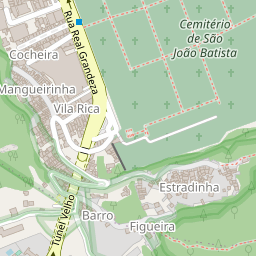 Rua Real Grandeza
Cemitério
de São
João Batista
Cocheira
Mangueirinha
Vila Rica
Estradinha
Barro
Figueira
Túnel Velho